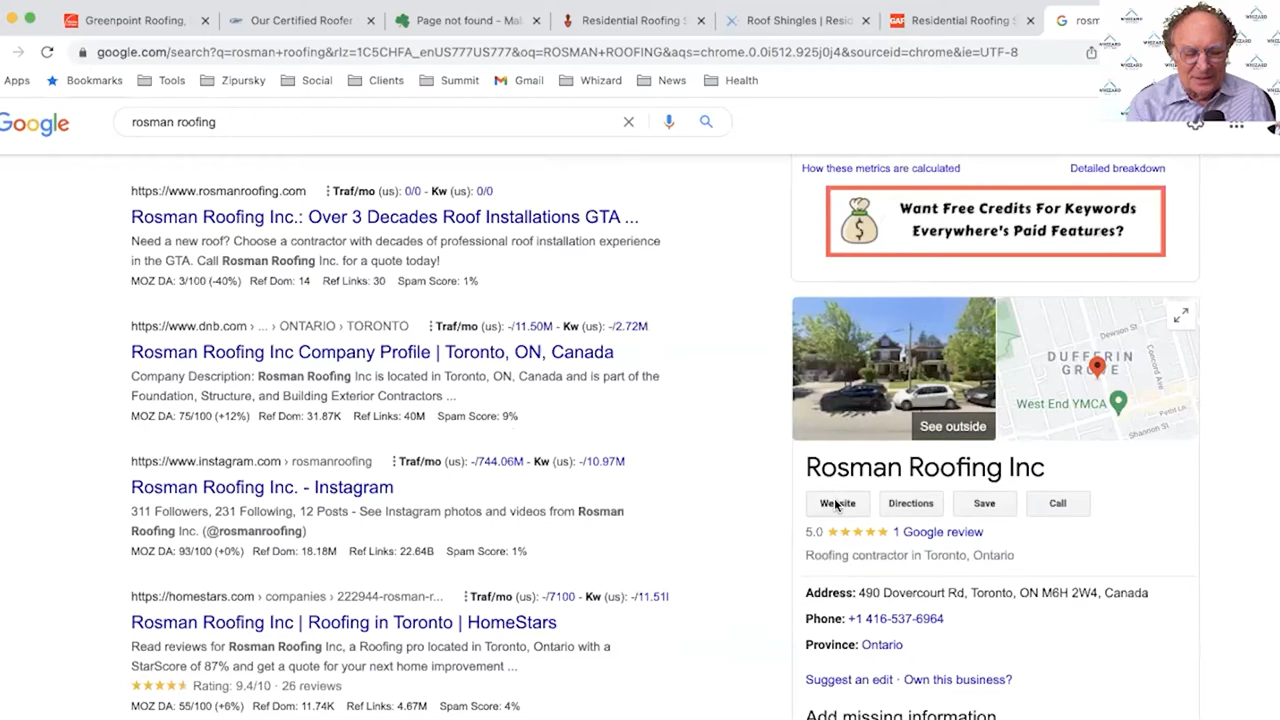 Greenpoint Roofing,
Our Certified Roofer
Page not found - Mal
Residential Roofing S
Roof Shingles | Resid
GAF
Residential Roofing S
rosm
google.com/search?q=rosman+roofing&rlz=1C5CHFA_enUS777US777&oq=ROSMAN+ROOFING&aqs=chrome.0.0i512.925j0j4&sourceid=chrome&ie=UTF-8
Apps
Bookmarks
Tools
Zipursky
Social
Clients
Summit
Gmail
Whizard
News
Health
Google
rosman roofing
https://www.rosmanroofing.com Traf/mo (us): 0/0 - Kw (us): 0/0
Rosman Roofing Inc.: Over 3 Decades Roof Installations GTA ...
Need a new roof? Choose a contractor with decades of professional roof installation experience
in the GTA. Call Rosman Roofing Inc. for a quote today!
MOZ DA: 3/100 (-40%) Ref Dom: 14 Ref Links: 30 Spam Score: 1%
https://www.dnb.com › ... › ONTARIO › TORONTO Traf/mo (us): -/11.50M - Kw (us): -/2.72M
Rosman Roofing Inc Company Profile | Toronto, ON, Canada
Company Description: Rosman Roofing Inc is located in Toronto, ON, Canada and is part of the
Foundation, Structure, and Building Exterior Contractors ...
MOZ DA: 75/100 (+12%) Ref Dom: 31.87K Ref Links: 40M Spam Score: 9%
https://www.instagram.com › rosmanroofing Traf/mo (us): -/744.06M - Kw (us): -/10.97M
Rosman Roofing Inc. - Instagram
311 Followers, 231 Following, 12 Posts - See Instagram photos and videos from Rosman
Roofing Inc. (@rosmanroofing)
MOZ DA: 93/100 (+0%) Ref Dom: 18.18M Ref Links: 22.64B Spam Score: 1%
https://homestars.com › companies › 222944-rosman-r... Traf/mo (us): -/7100 - Kw (us): -/11.51I
Rosman Roofing Inc | Roofing in Toronto | HomeStars
Read reviews for Rosman Roofing Inc, a Roofing pro located in Toronto, Ontario with a
StarScore of 87% and get a quote for your next home improvement ...
Rating: 9.4/10 · 26 reviews
MOZ DA: 55/100 (+6%) Ref Dom: 11.74K Ref Links: 4.67M Spam Score: 4%
How these metrics are calculated
Detailed breakdown
Want Free Credits For Keywords
Everywhere's Paid Features?
See outside
Dewson St
DUFFERIN
GROVE
Concord Ave
West End YMCA
Shannon St
Rosman Roofing Inc
Website
Directions
Save
Call
5.0 1 Google review
Roofing contractor in Toronto, Ontario
Address: 490 Dovercourt Rd, Toronto, ON M6H 2W4, Canada
Phone: +1 416-537-6964
Province: Ontario
Suggest an edit · Own this business?
Add missing information